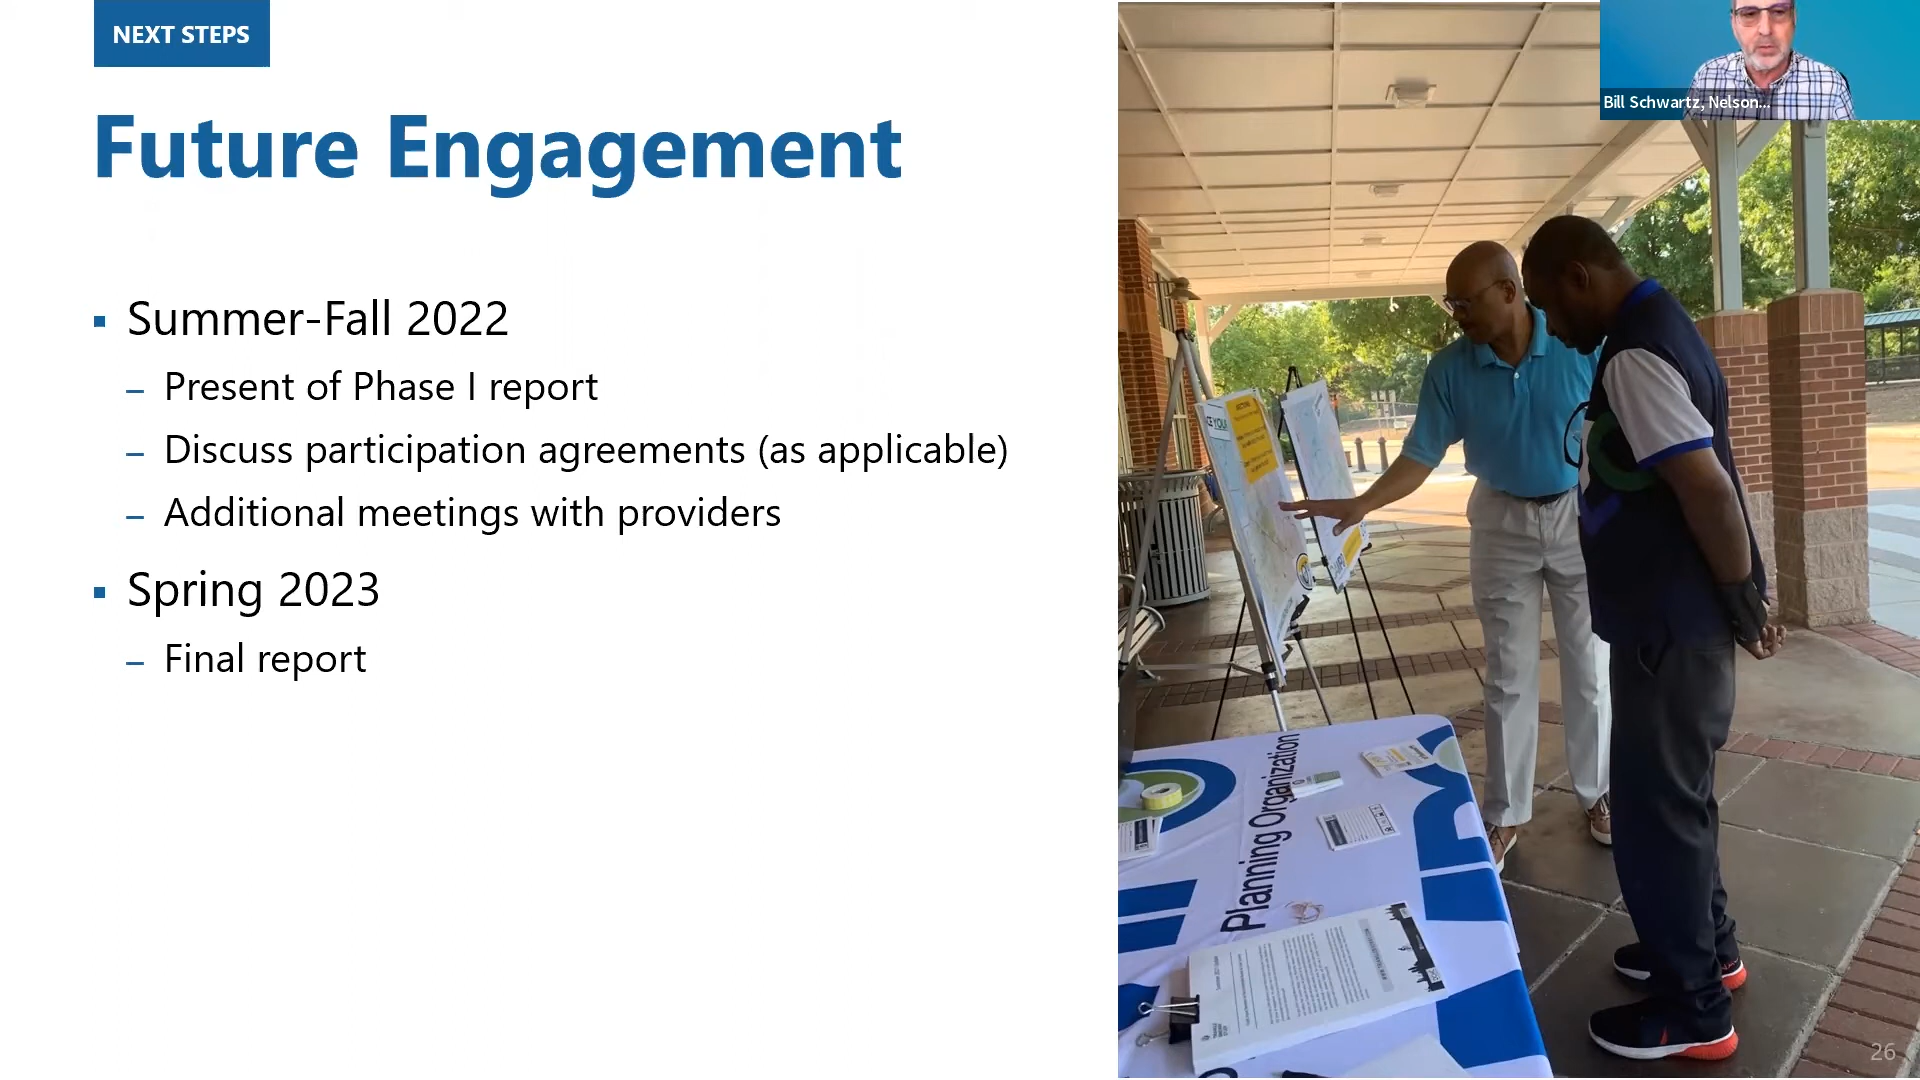 NEXT STEPS
Future Engagement
Summer-Fall 2022
Present of Phase I report
Discuss participation agreements (as applicable)
Additional meetings with providers
Spring 2023
Final report
Bill Schwartz, Nelson...
Planning Organization
26